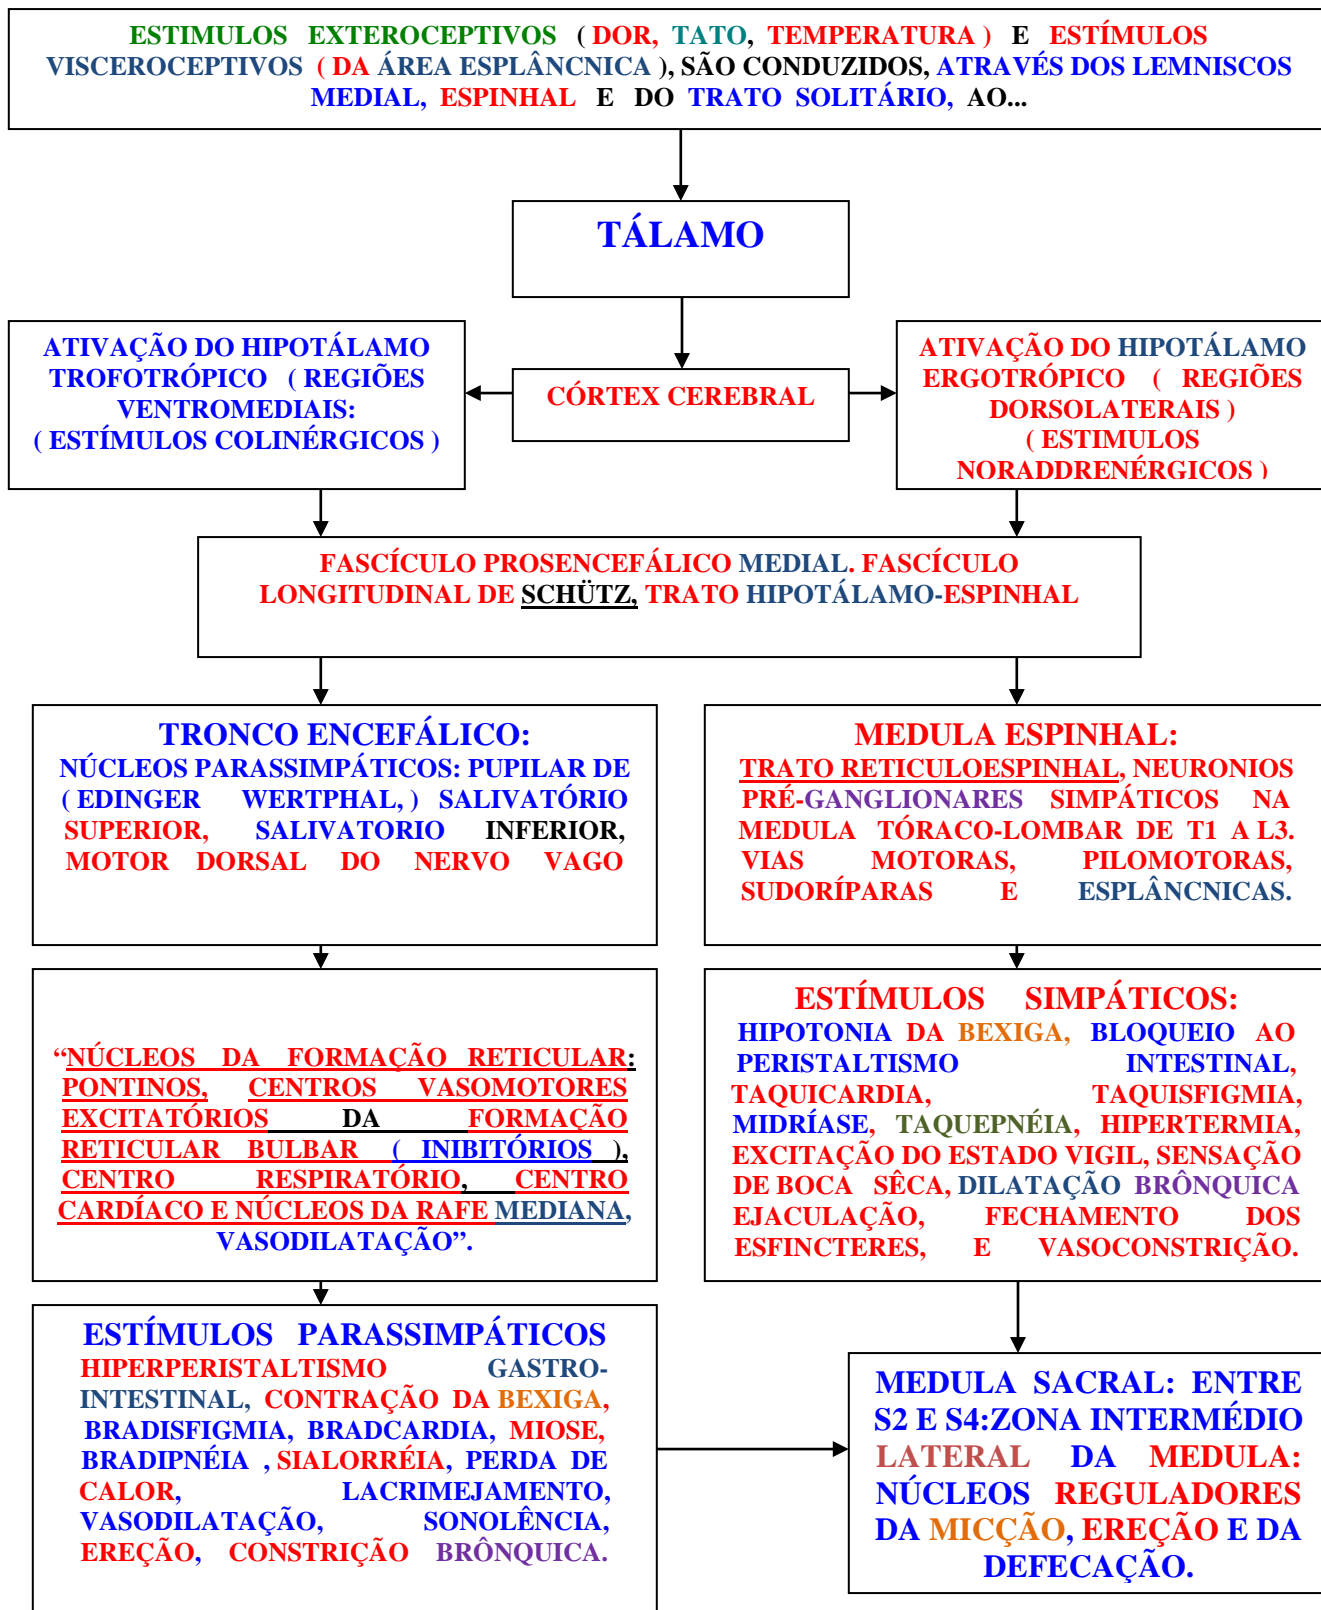 ESTIMULOS EXTEROCEPTIVOS ( DOR, TATO, TEMPERATURA ) E ESTÍMULOS
VISCEROCEPTIVOS ( DA ÁREA ESPLÂNCNICA ), SÃO CONDUZIDOS, ATRAVÉS DOS LEMNISCOS
MEDIAL, ESPINHAL E DO TRATO SOLITÁRIO, AO...
TÁLAMO
ATIVAÇÃO DO HIPOTÁLAMO
TROFOTRÓPICO ( REGIÕES
VENTROMEDIAIS:
( ESTÍMULOS COLINÉRGICOS )
CÓRTEX CEREBRAL
ATIVAÇÃO DO HIPOTÁLAMO
ERGOTRÓPICO ( REGIÕES
DORSOLATERAIS )
( ESTIMULOS
NORADDRENÉRGICOS )
FASCÍCULO PROSENCEFÁLICO MEDIAL. FASCÍCULO
LONGITUDINAL DE SCHÜTZ, TRATO HIPOTÁLAMO-ESPINHAL
TRONCO ENCEFÁLICO:
NÚCLEOS PARASSIMPÁTICOS: PUPILAR DE
( EDINGER WERTPHAL, ) SALIVATÓRIO
SUPERIOR, SALIVATORIO INFERIOR,
MOTOR DORSAL DO NERVO VAGO
MEDULA ESPINHAL:
TRATO RETICULOESPINHAL, NEURONIOS
PRÉ-GANGLIONARES SIMPÁTICOS NA
MEDULA TÓRACO-LOMBAR DE T1 A L3.
VIAS MOTORAS, PILOMOTORAS,
SUDORÍPARAS E ESPLÂNCNICAS.
“NÚCLEOS DA FORMAÇÃO RETICULAR:
PONTINOS, CENTROS VASOMOTORES
EXCITATÓRIOS DA FORMAÇÃO
RETICULAR BULBAR ( INIBITÓRIOS ),
CENTRO RESPIRATÓRIO, CENTRO
CARDÍACO E NÚCLEOS DA RAFE MEDIANA,
VASODILATAÇÃO”.
ESTÍMULOS SIMPÁTICOS:
HIPOTONIA DA BEXIGA, BLOQUEIO AO
PERISTALTISMO INTESTINAL,
TAQUICARDIA, TAQUISFIGMIA,
MIDRÍASE, TAQUEPNÉIA, HIPERTERMIA,
EXCITAÇÃO DO ESTADO VIGIL, SENSAÇÃO
DE BOCA SÊCA, DILATAÇÃO BRÔNQUICA
EJACULAÇÃO, FECHAMENTO DOS
ESFINCTERES, E VASOCONSTRIÇÃO.
ESTÍMULOS PARASSIMPÁTICOS
HIPERPERISTALTISMO GASTRO-
INTESTINAL, CONTRAÇÃO DA BEXIGA,
BRADISFIGMIA, BRADCARDIA, MIOSE,
BRADIPNÉIA , SIALORRÉIA, PERDA DE
CALOR, LACRIMEJAMENTO,
VASODILATAÇÃO, SONOLÊNCIA,
EREÇÃO, CONSTRIÇÃO BRÔNQUICA.
MEDULA SACRAL: ENTRE
S2 E S4:ZONA INTERMÉDIO
LATERAL DA MEDULA:
NÚCLEOS REGULADORES
DA MICÇÃO, EREÇÃO E DA
DEFECAÇÃO.